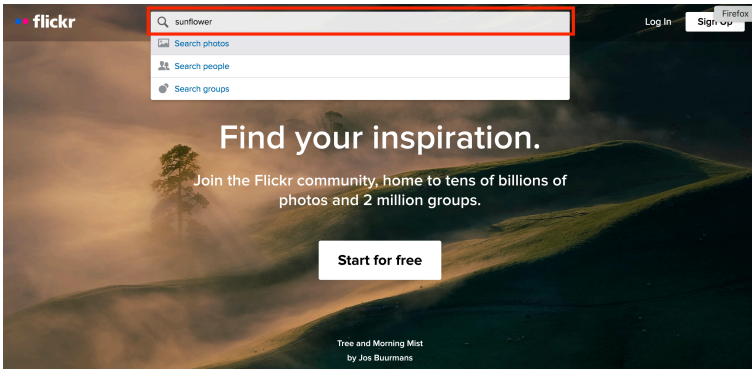 flickr
sunflower
Log In
Sign Up
Firefox
Search photos
Search people
Search groups
Find your inspiration.
Join the Flickr community, home to tens of billions of
photos and 2 million groups.
Start for free
Tree and Morning Mist
by Jos Buurmans